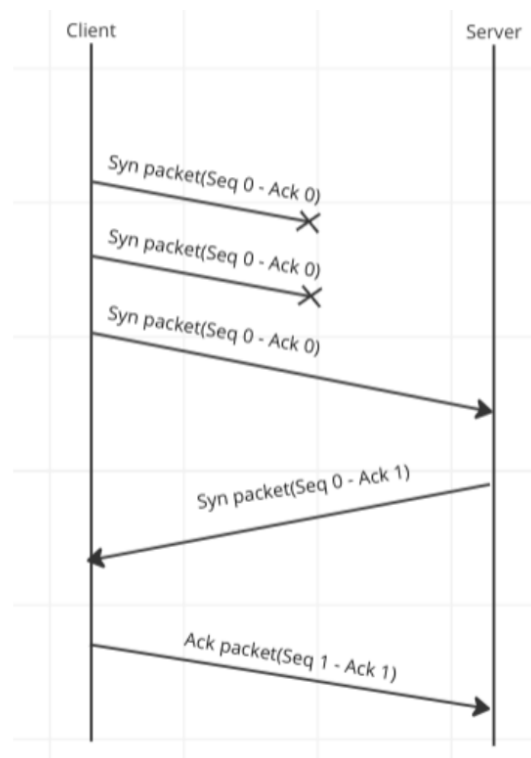 Client
Server
Syn packet(Seq 0 - Ack 0)
Syn packet(Seq 0 - Ack 0)
Syn packet(Seq 0 - Ack 0)
Syn packet(Seq 0 - Ack 1)
Ack packet(Seq 1 - Ack 1)